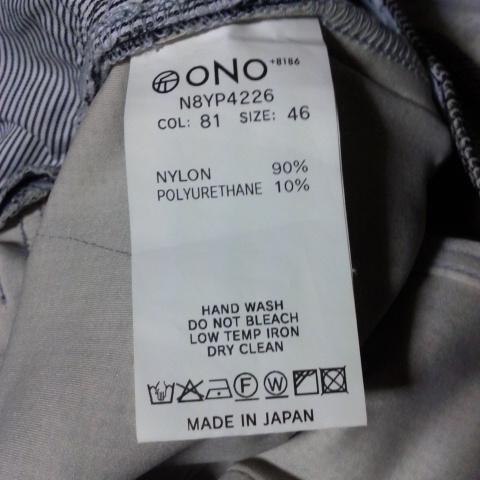 ONO +8186
N8YP4226
COL: 81 SIZE: 46
NYLON 90%
POLYURETHANE 10%
HAND WASH
DO NOT BLEACH
LOW TEMP IRON
DRY CLEAN
F W
MADE IN JAPAN